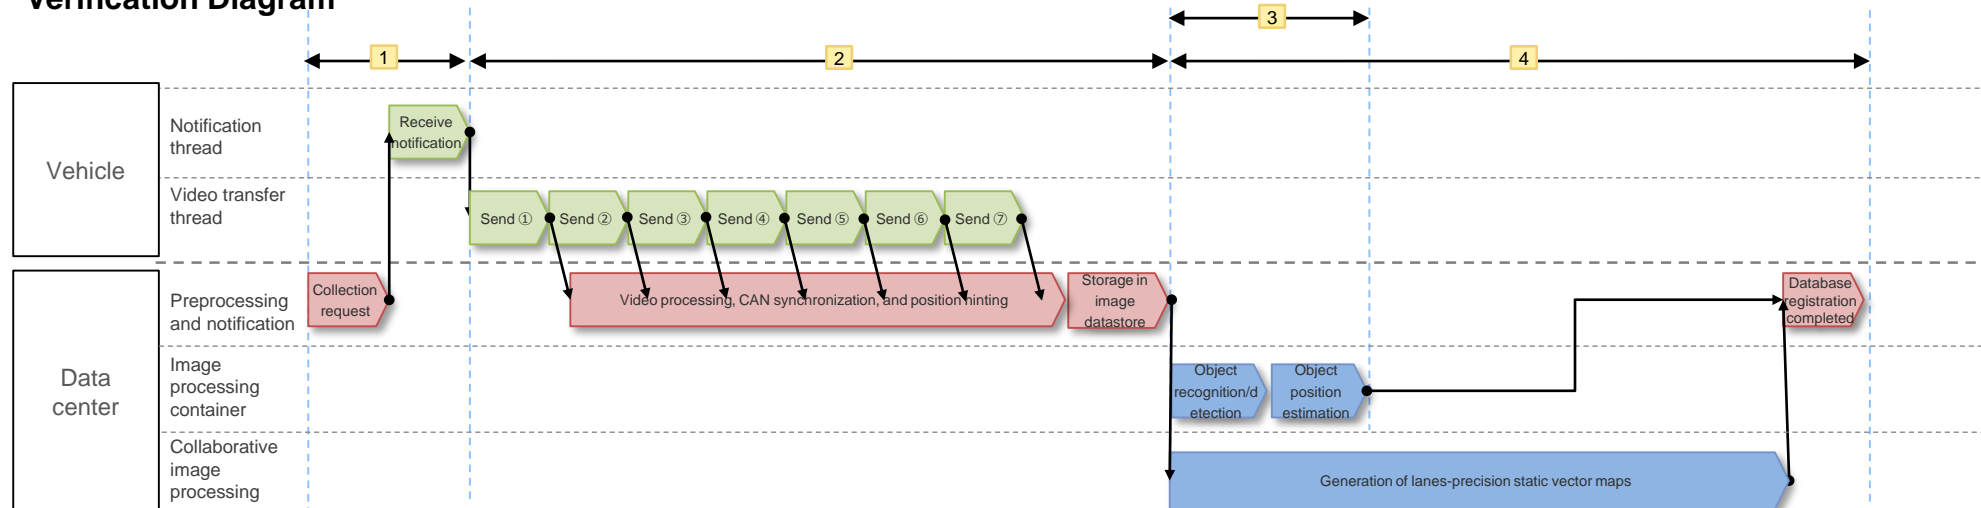 Verification Diagram
3
1
2
4
Vehicle
Notification
thread
Receive
notification
Video transfer
thread
Send ①
Send ②
Send ③
Send ④
Send ⑤
Send ⑥
Send ⑦
Data
center
Preprocessing
and notification
Collection
request
Video processing, CAN synchronization, and position hinting
Storage in
image
datastore
Database
registration
completed
Image
processing
container
Object
recognition/d
etection
Object
position
estimation
Collaborative
image
processing
Generation of lanes-precision static vector maps